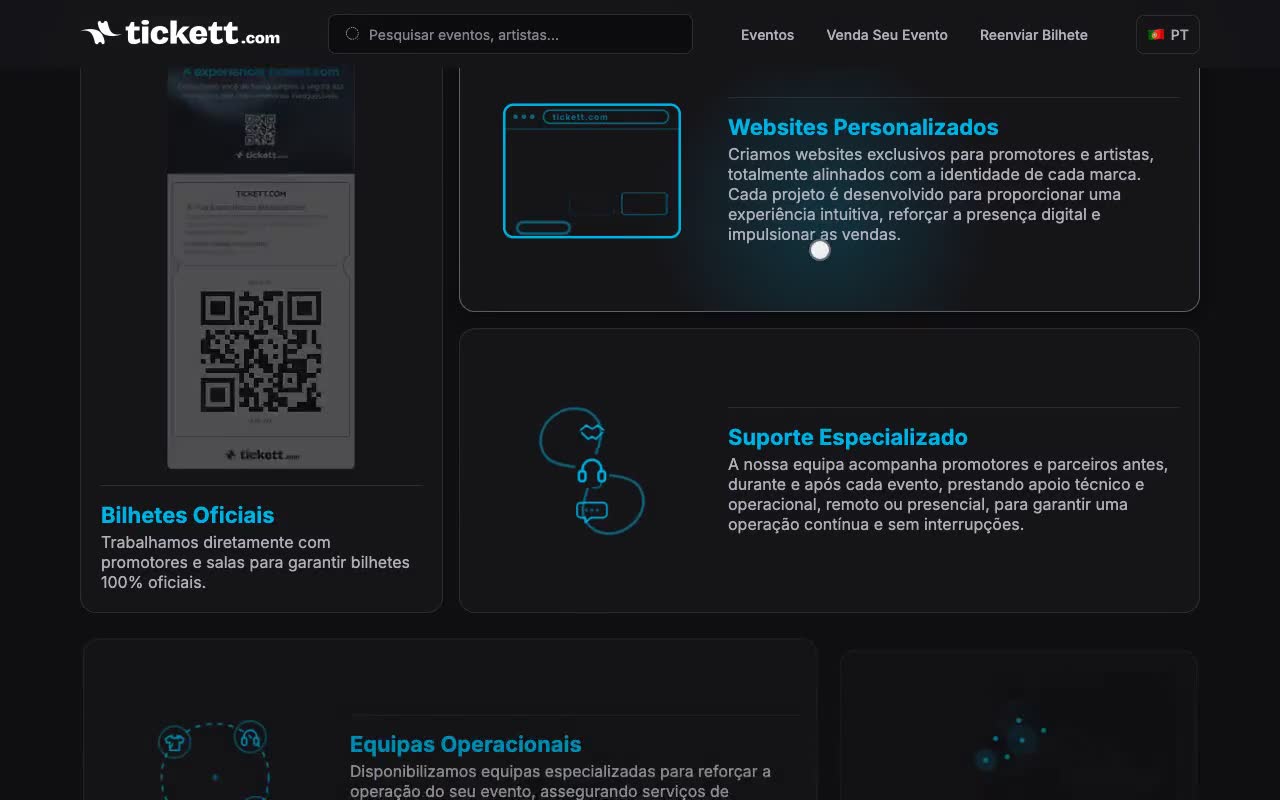 tickett.com
Pesquisar eventos, artistas...
Eventos
Venda Seu Evento
Reenviar Bilhete
PT
A experiência tickett.com
tickett.com
TICKETT.COM
tickett.com
Bilhetes Oficiais
Trabalhamos diretamente com
promotores e salas para garantir bilhetes
100% oficiais.
tickett.com
Websites Personalizados
Criamos websites exclusivos para promotores e artistas,
totalmente alinhados com a identidade de cada marca.
Cada projeto é desenvolvido para proporcionar uma
experiência intuitiva, reforçar a presença digital e
impulsionar as vendas.
Suporte Especializado
A nossa equipa acompanha promotores e parceiros antes,
durante e após cada evento, prestando apoio técnico e
operacional, remoto ou presencial, para garantir uma
operação contínua e sem interrupções.
Equipas Operacionais
Disponibilizamos equipas especializadas para reforçar a
operação do seu evento, assegurando serviços de